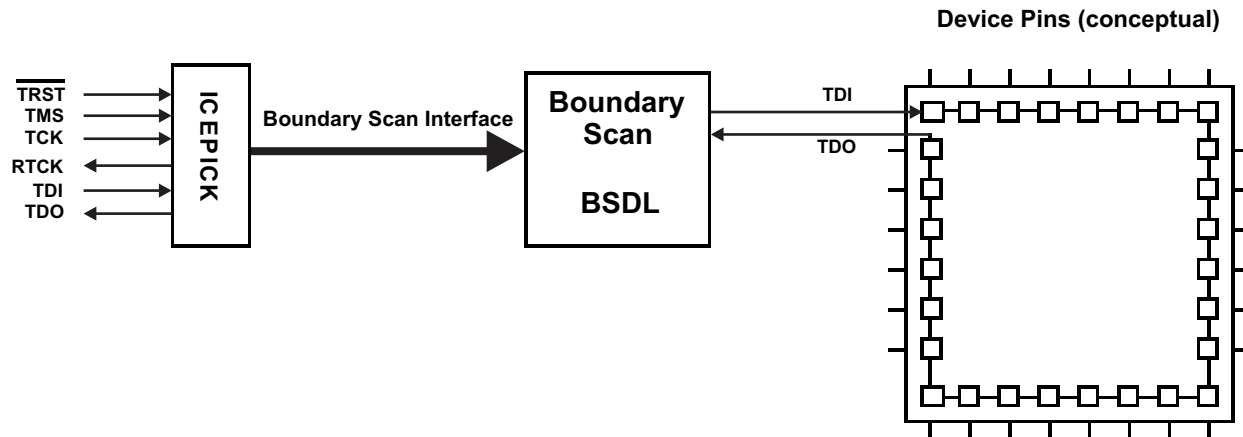 Device Pins (conceptual)
TRST
TMS
TCK
RTCK
TDI
TDO
ICEPICK
Boundary Scan Interface
Boundary
Scan
BSDL
TDI
TDO